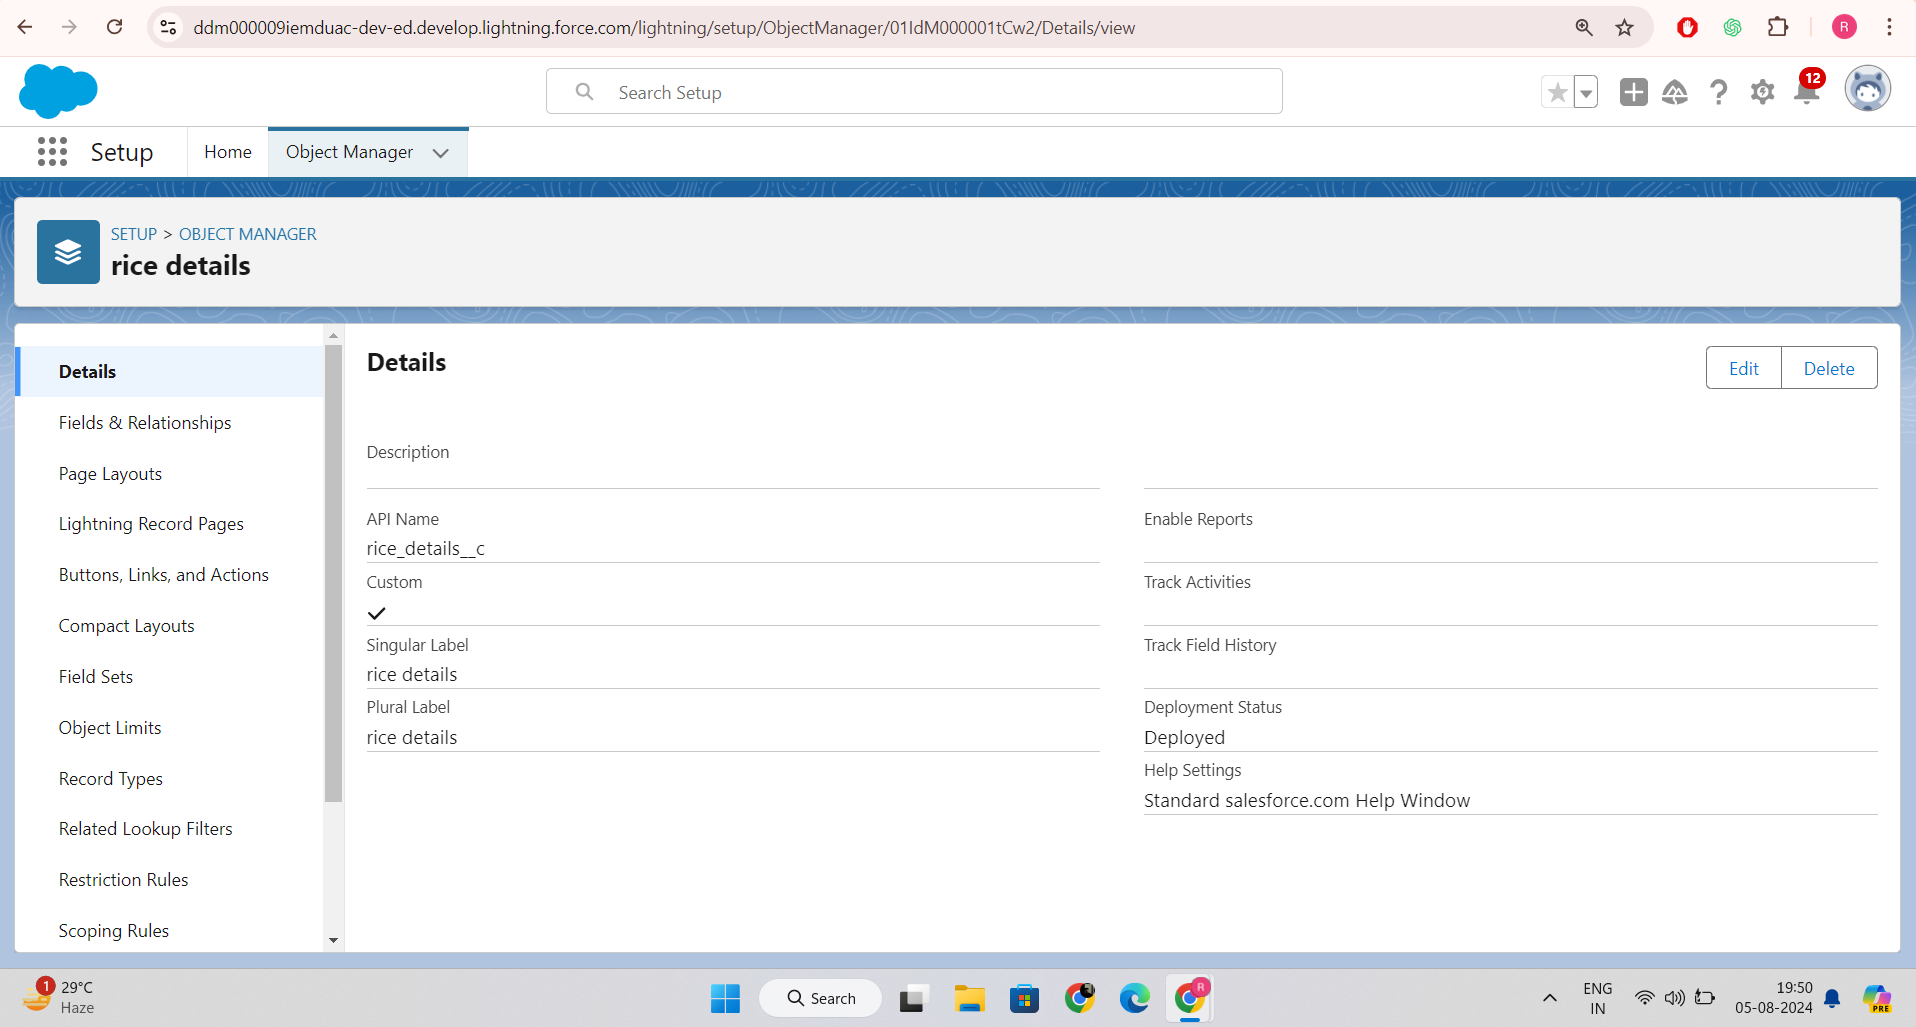 ddm000009iemduac-dev-ed.develop.lightning.force.com/lightning/setup/ObjectManager/01IdM000001tCw2/Details/view
R
Search Setup
12
Setup
Home
Object Manager
SETUP > OBJECT MANAGER
rice details
Details
Fields & Relationships
Page Layouts
Lightning Record Pages
Buttons, Links, and Actions
Compact Layouts
Field Sets
Object Limits
Record Types
Related Lookup Filters
Restriction Rules
Scoping Rules
Details
Edit
Delete
Description
API Name
rice_details__c
Custom
Singular Label
rice details
Plural Label
rice details
Enable Reports
Track Activities
Track Field History
Deployment Status
Deployed
Help Settings
Standard salesforce.com Help Window
1
29°C
Haze
Search
R
ENG
IN
19:50
05-08-2024
PRE